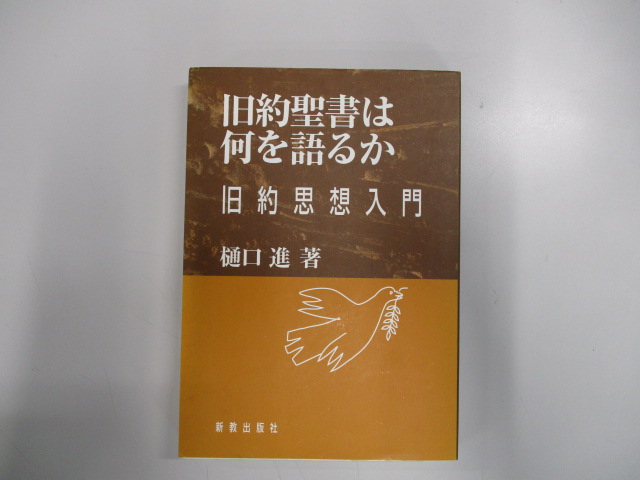 旧約聖書は
何を語るか
旧約思想入門
樋口 進 著
新教出版社